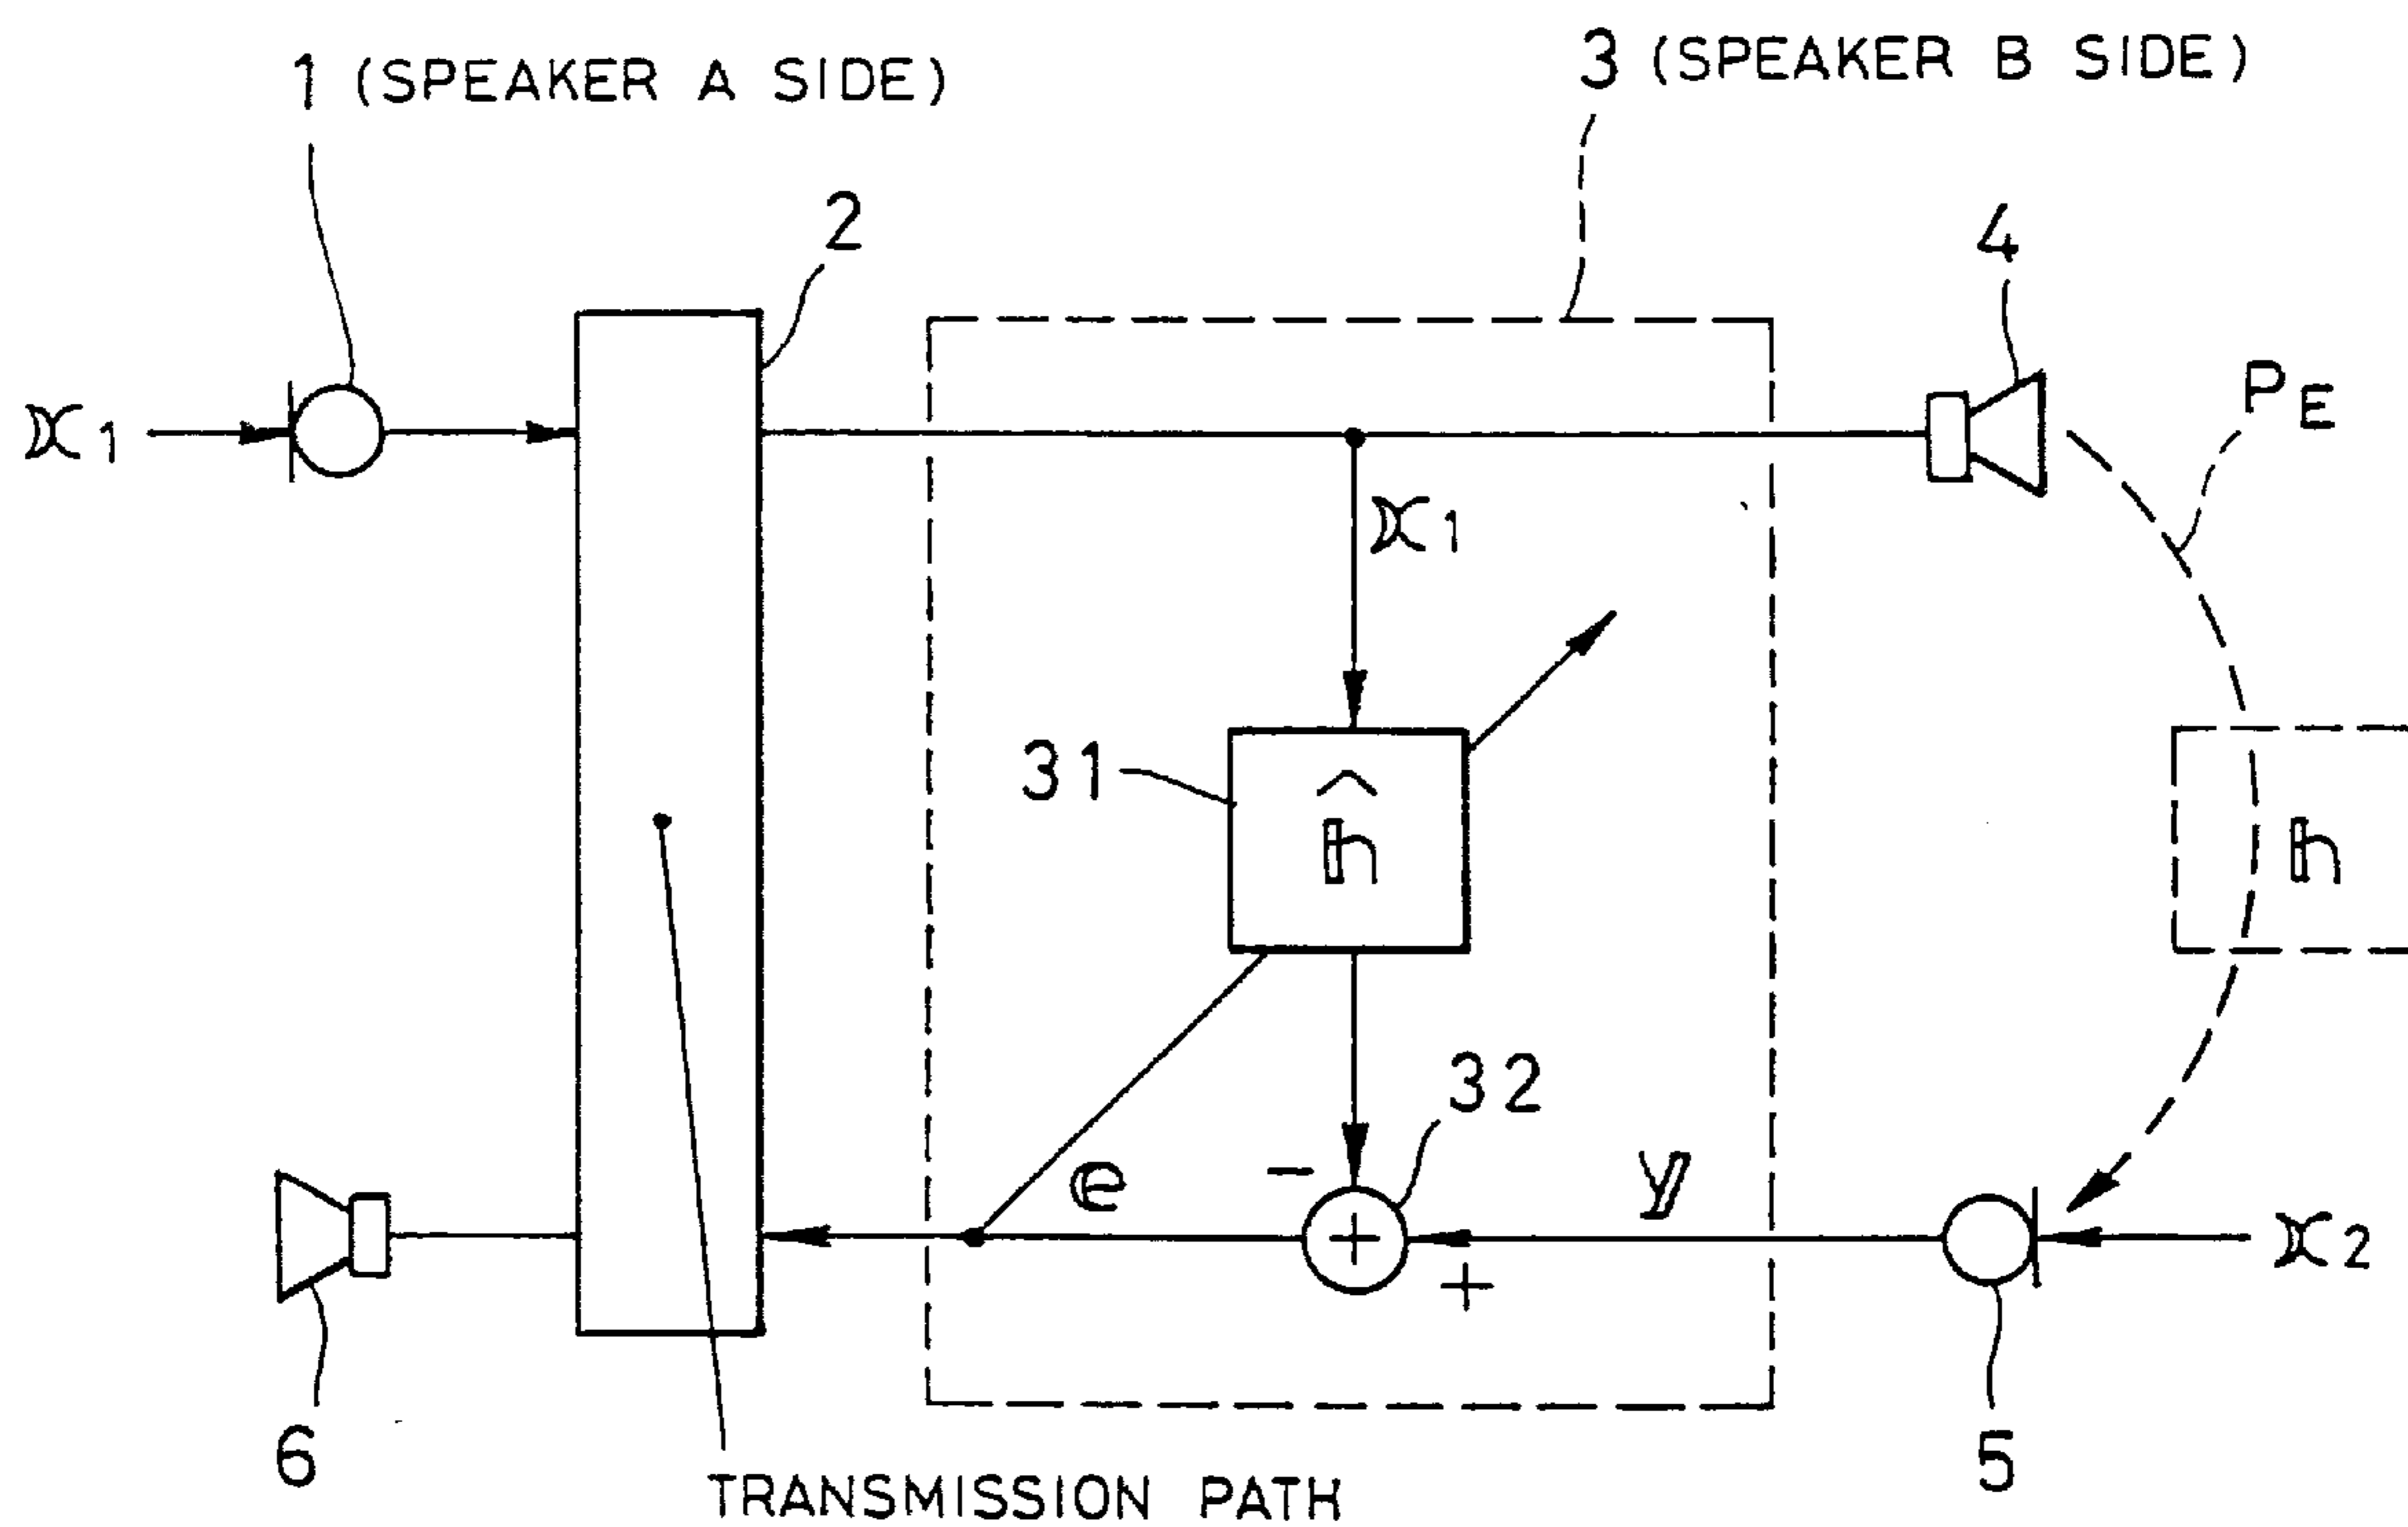 1 (SPEAKER A SIDE)
3 (SPEAKER B SIDE)
2
4
x1
PE
x1
31
ĥ
h
32
e
-
y
+
+
x2
6
5
TRANSMISSION PATH